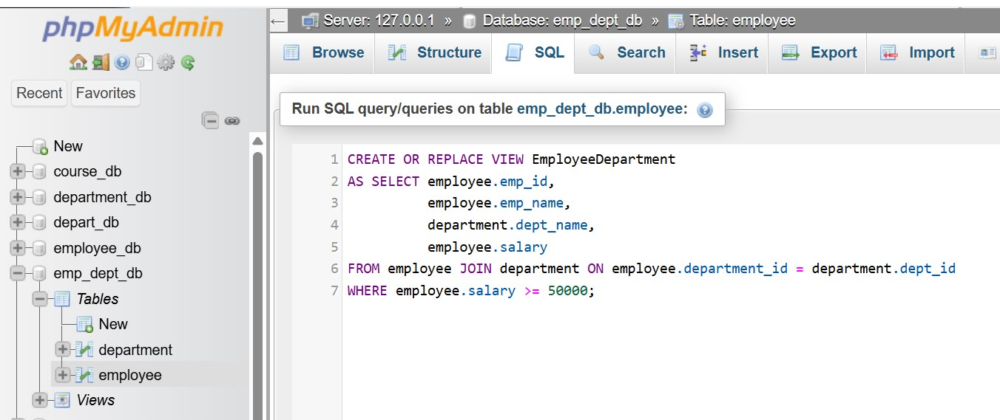 phpMyAdmin
Recent Favorites
New
course_db
department_db
depart_db
employee_db
emp_dept_db
Tables
New
department
employee
Views
Server: 127.0.0.1 » Database: emp_dept_db » Table: employee
Browse Structure SQL Search Insert Export Import
Run SQL query/queries on table emp_dept_db.employee:
1 CREATE OR REPLACE VIEW EmployeeDepartment
2 AS SELECT employee.emp_id,
3 employee.emp_name,
4 department.dept_name,
5 employee.salary
6 FROM employee JOIN department ON employee.department_id = department.dept_id
7 WHERE employee.salary >= 50000;